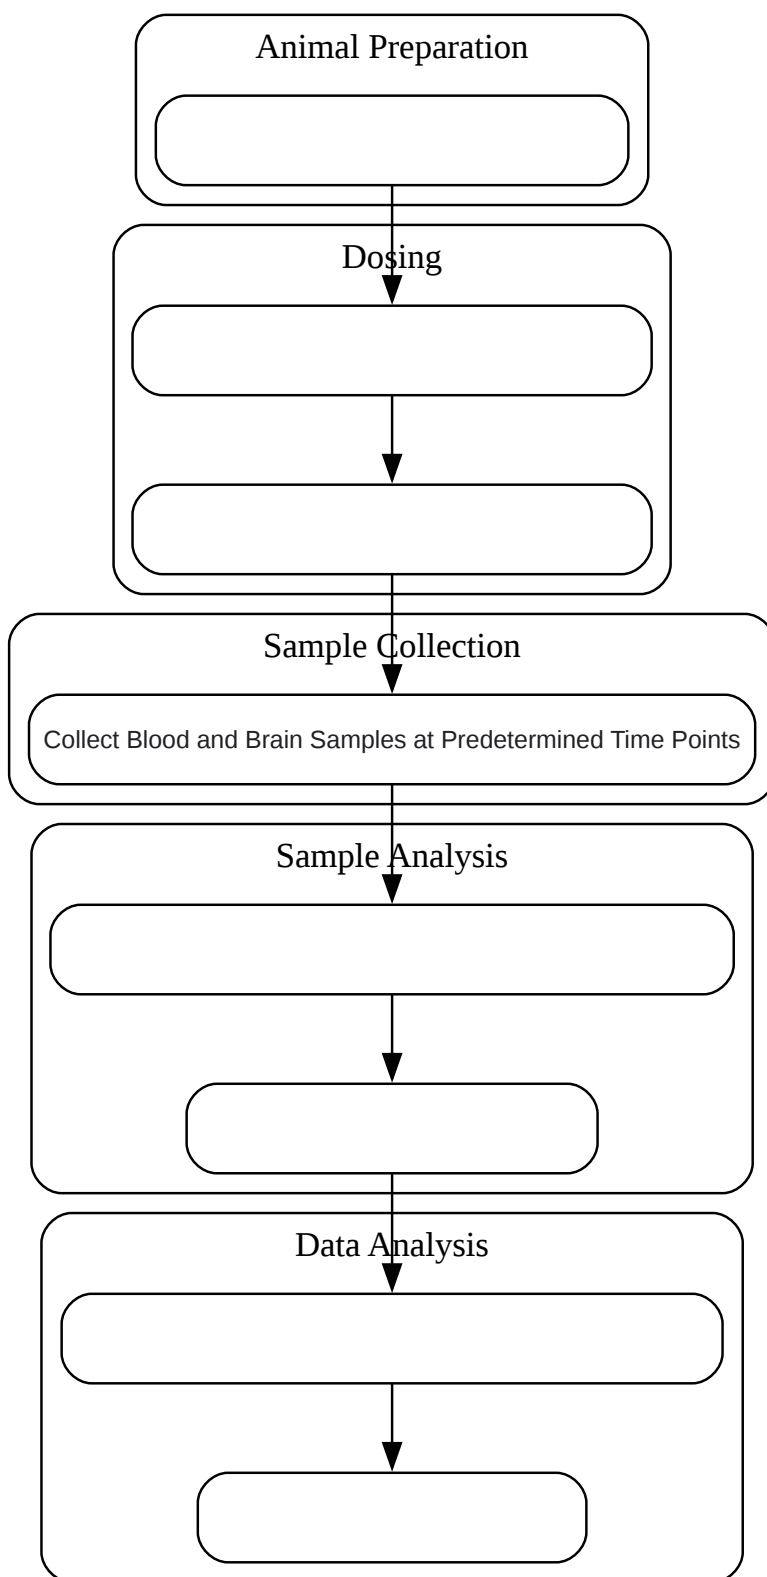 Animal Preparation
Dosing
Sample Collection
Collect Blood and Brain Samples at Predetermined Time Points
Sample Analysis
Data Analysis